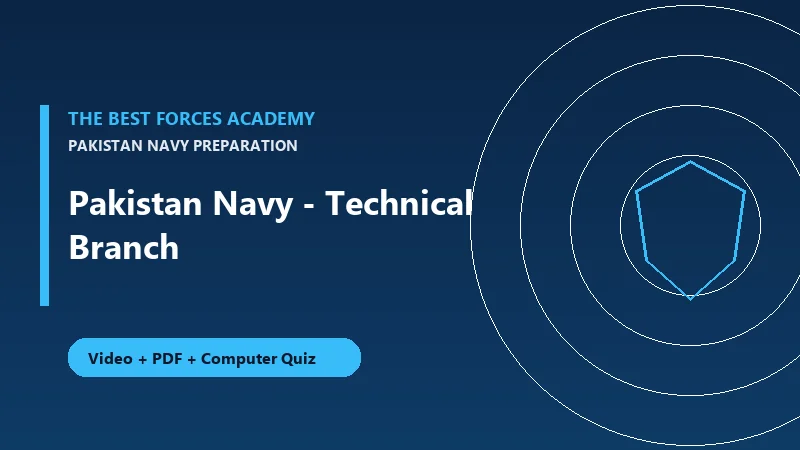 THE BEST FORCES ACADEMY
PAKISTAN NAVY PREPARATION
Pakistan Navy - Technical
Branch
Video + PDF + Computer Quiz